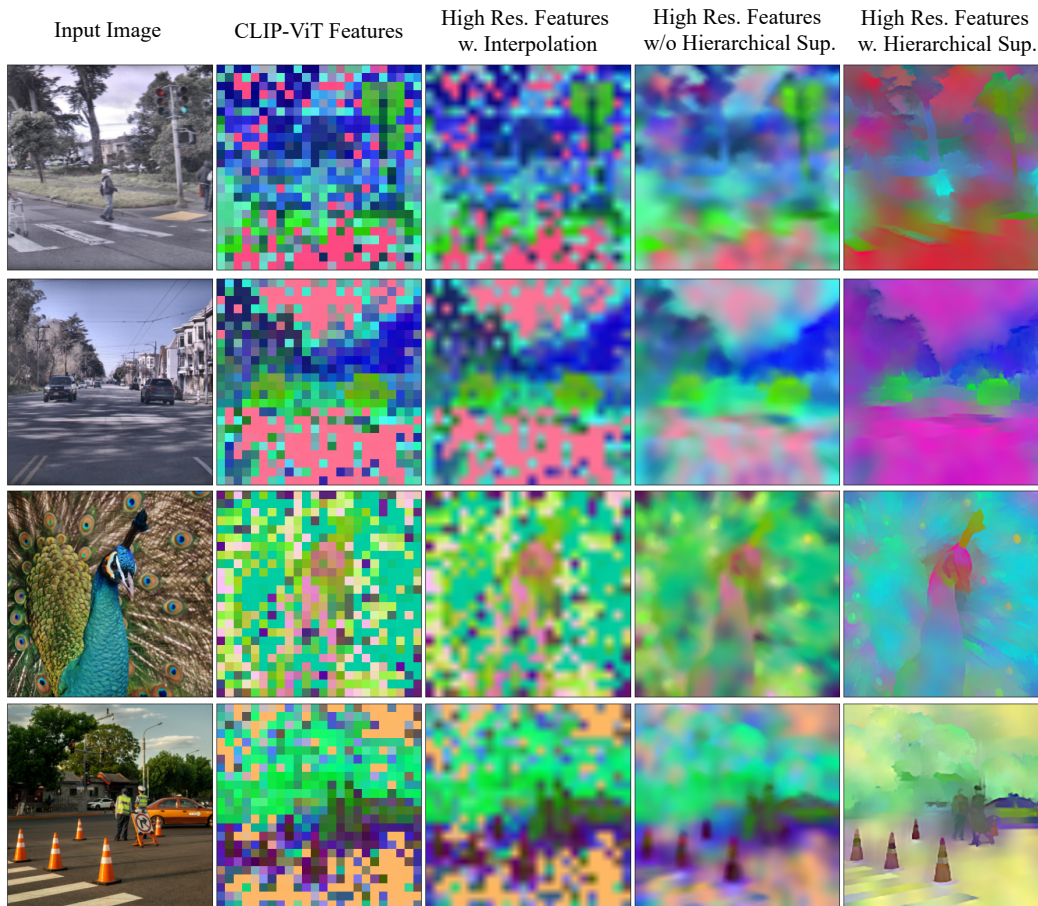 Input Image
CLIP-ViT Features
High Res. Features
w. Interpolation
High Res. Features
w/o Hierarchical Sup.
High Res. Features
w. Hierarchical Sup.